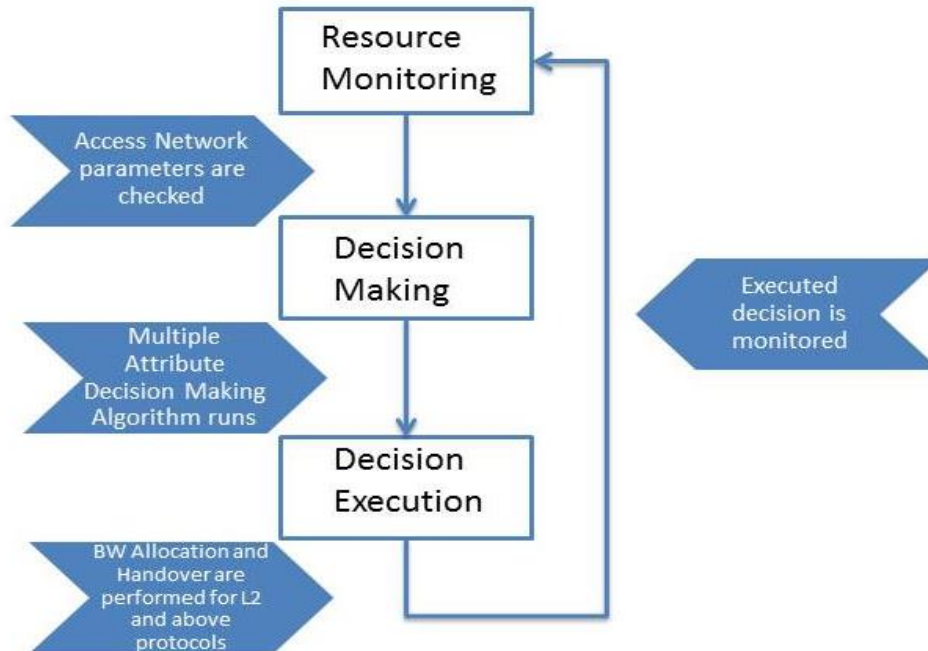 Resource
Monitoring
Access Network
parameters are
checked
Decision
Making
Executed
decision is
monitored
Multiple
Attribute
Decision Making
Algorithm runs
Decision
Execution
BW Allocation and
Handover are
performed for L2
and above
protocols